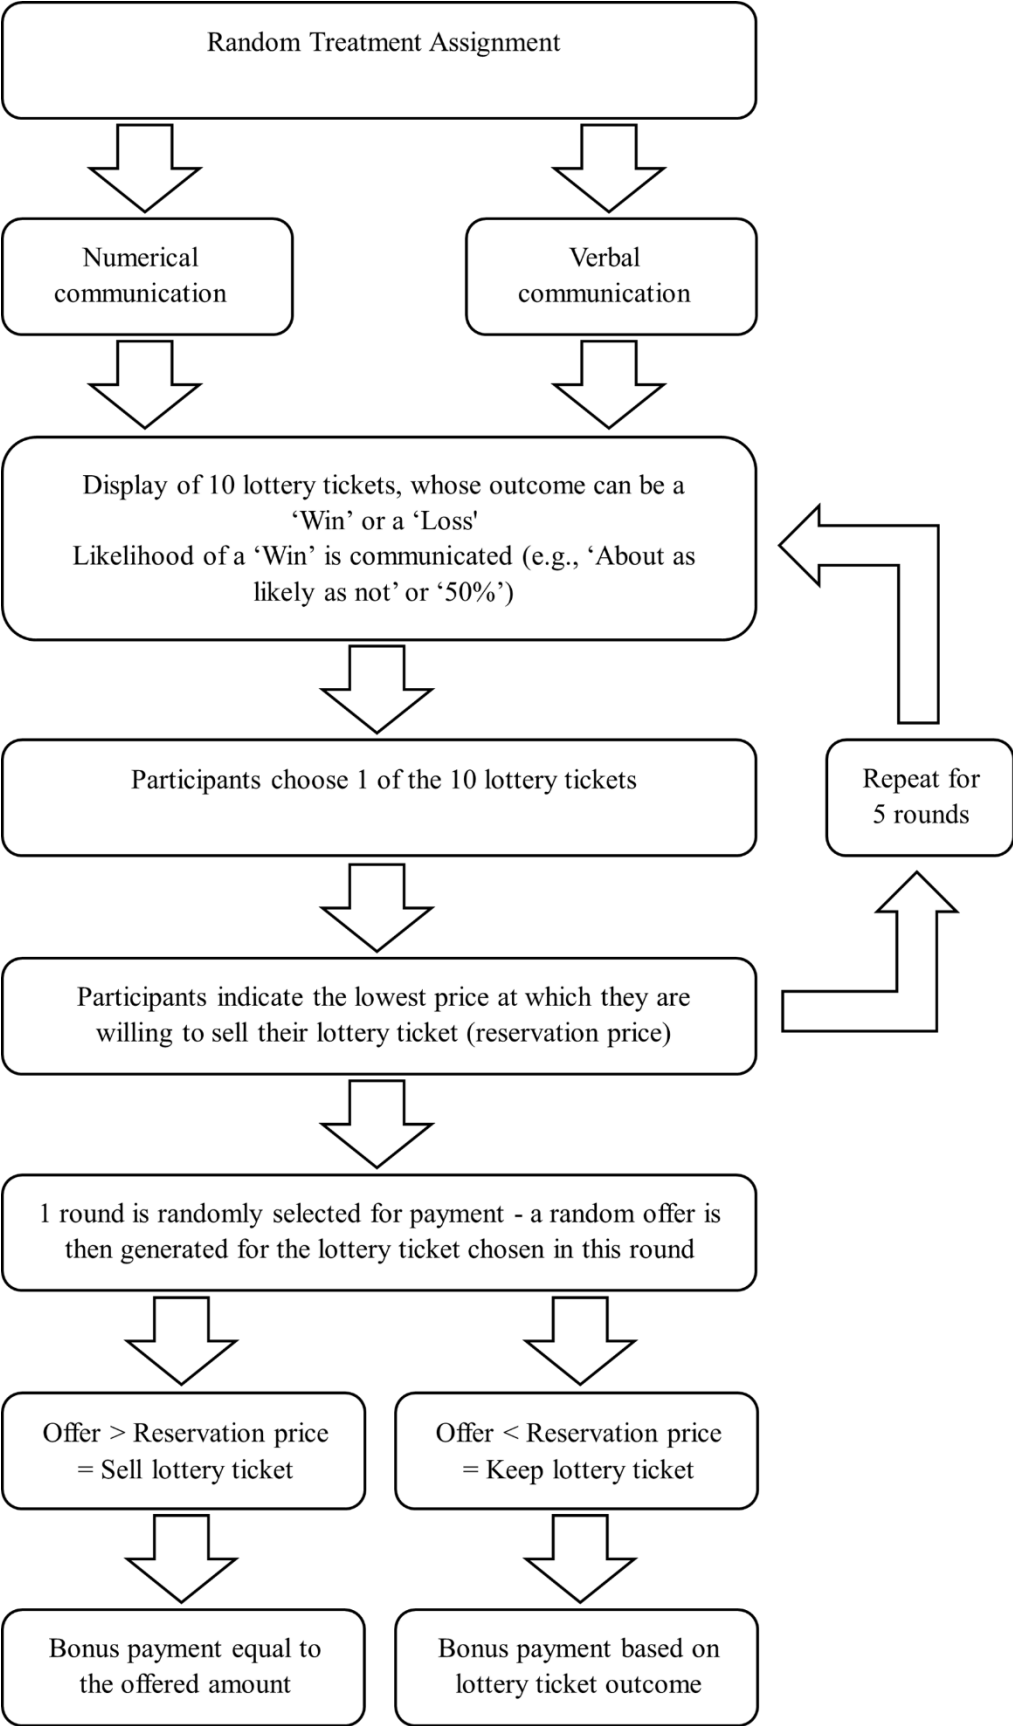 Random Treatment Assignment
Numerical
communication
Verbal
communication
Display of 10 lottery tickets, whose outcome can be a
‘Win’ or a ‘Loss'
Likelihood of a ‘Win’ is communicated (e.g., ‘About as
likely as not’ or ‘50%’)
Participants choose 1 of the 10 lottery tickets
Repeat for
5 rounds
Participants indicate the lowest price at which they are
willing to sell their lottery ticket (reservation price)
1 round is randomly selected for payment - a random offer is
then generated for the lottery ticket chosen in this round
Offer > Reservation price
= Sell lottery ticket
Offer < Reservation price
= Keep lottery ticket
Bonus payment equal to
the offered amount
Bonus payment based on
lottery ticket outcome